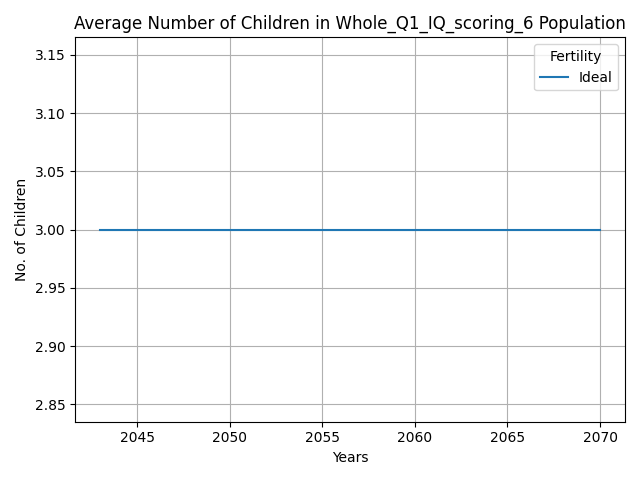 Average Number of Children in Whole_Q1_IQ_scoring_6 Population
Fertility
Ideal
No. of Children
3.15
3.10
3.05
3.00
2.95
2.90
2.85
2045 2050 2055 2060 2065 2070
Years